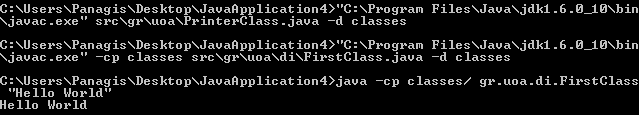 C:\Users\Panagis\Desktop\JavaApplication4>"C:\Program Files\Java\jdk1.6.0_10\bin
\javac.exe" src\gr\uoa\PrinterClass.java -d classes
C:\Users\Panagis\Desktop\JavaApplication4>"C:\Program Files\Java\jdk1.6.0_10\bin
\javac.exe" -cp classes src\gr\uoa\di\FirstClass.java -d classes
C:\Users\Panagis\Desktop\JavaApplication4>java -cp classes/ gr.uoa.di.FirstClass
 "Hello World"
Hello World